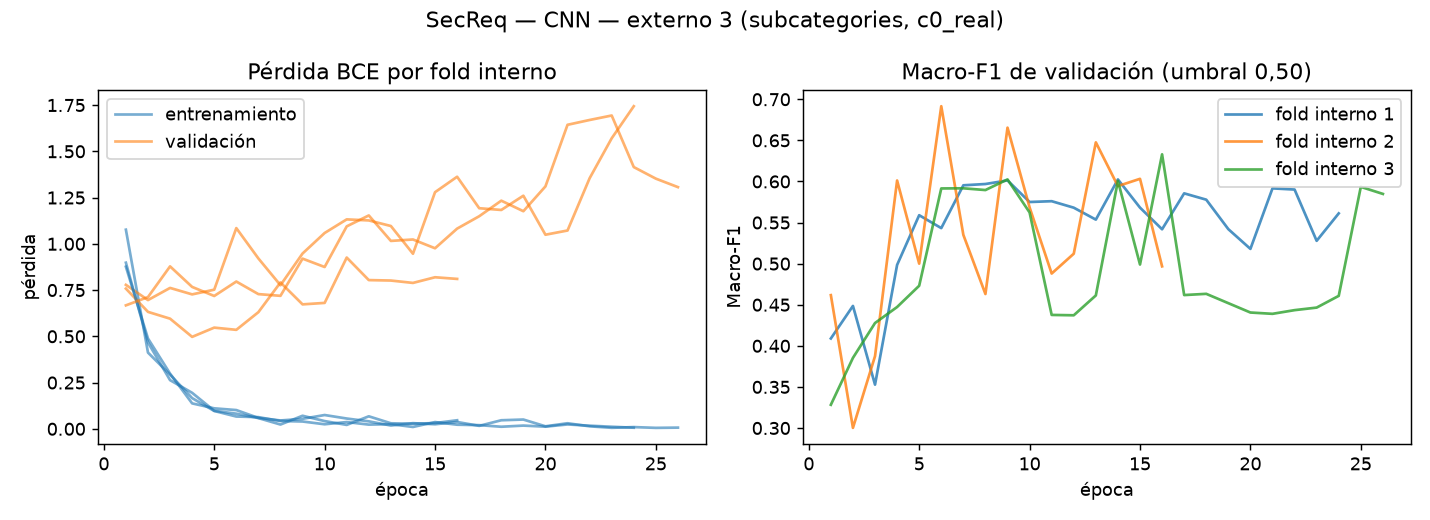 SecReq — CNN — externo 3 (subcategories, c0_real)
Pérdida BCE por fold interno
entrenamiento
validación
1.75
1.50
1.25
1.00
0.75
0.50
0.25
0.00
pérdida
0 5 10 15 20 25
época
Macro-F1 de validación (umbral 0,50)
fold interno 1
fold interno 2
fold interno 3
0.70
0.65
0.60
0.55
0.50
0.45
0.40
0.35
0.30
Macro-F1
0 5 10 15 20 25
época